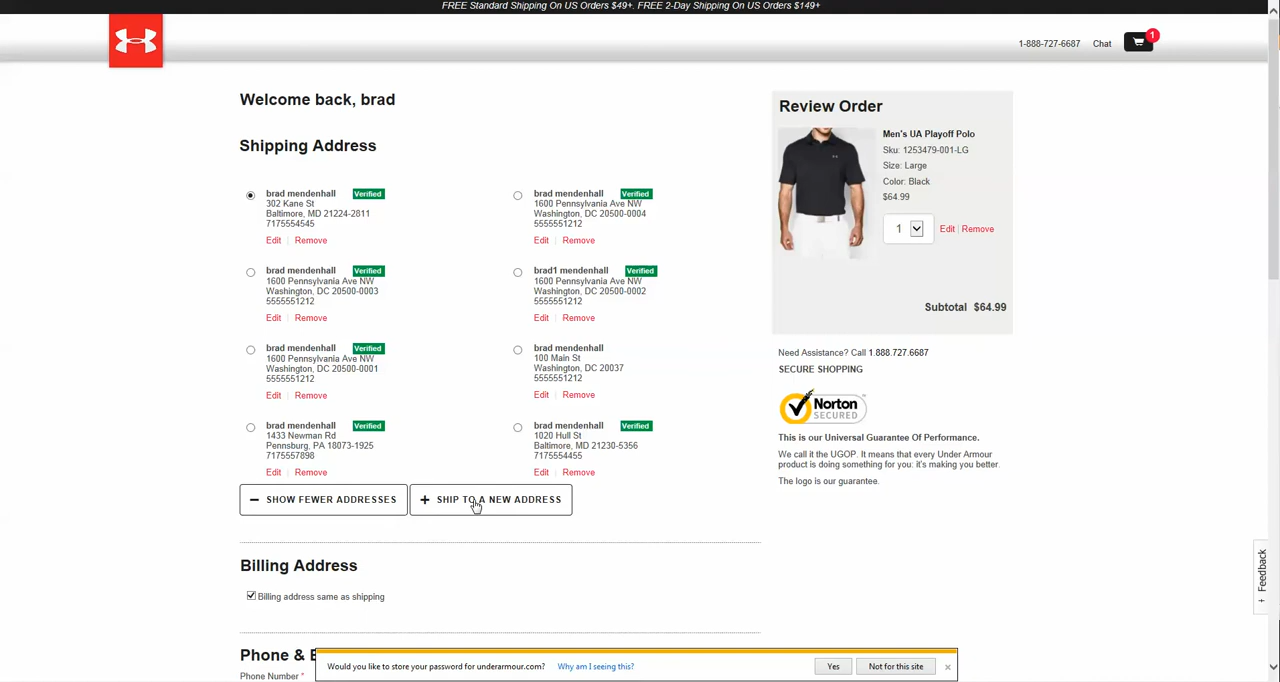 FREE Standard Shipping On US Orders $49+. FREE 2-Day Shipping On US Orders $149+
1-888-727-6687 Chat 1
Welcome back, brad
Shipping Address
brad mendenhall Verified
302 Kane St
Baltimore, MD 21224-2811
7175554545
Edit | Remove
brad mendenhall Verified
1600 Pennsylvania Ave NW
Washington, DC 20500-0004
5555551212
Edit | Remove
brad mendenhall Verified
1600 Pennsylvania Ave NW
Washington, DC 20500-0003
5555551212
Edit | Remove
brad1 mendenhall Verified
1600 Pennsylvania Ave NW
Washington, DC 20500-0002
5555551212
Edit | Remove
brad mendenhall Verified
1600 Pennsylvania Ave NW
Washington, DC 20500-0001
5555551212
Edit | Remove
brad mendenhall
100 Main St
Washington, DC 20037
5555551212
Edit | Remove
brad mendenhall Verified
1433 Newman Rd
Pennsburg, PA 18073-1925
7175557898
Edit | Remove
brad mendenhall Verified
1020 Hull St
Baltimore, MD 21230-5356
7175554455
Edit | Remove
SHOW FEWER ADDRESSES
SHIP TO A NEW ADDRESS
Billing Address
Billing address same as shipping
Phone & E
Phone Number *
Review Order
Men's UA Playoff Polo
Sku: 1253479-001-LG
Size: Large
Color: Black
$64.99
1 Edit | Remove
Subtotal $64.99
Need Assistance? Call 1.888.727.6687
SECURE SHOPPING
Norton
SECURED
This is our Universal Guarantee Of Performance.
We call it the UGOP. It means that every Under Armour
product is doing something for you: it's making you better.
The logo is our guarantee.
+ Feedback
Would you like to store your password for underarmour.com? Why am I seeing this? Yes Not for this site ×